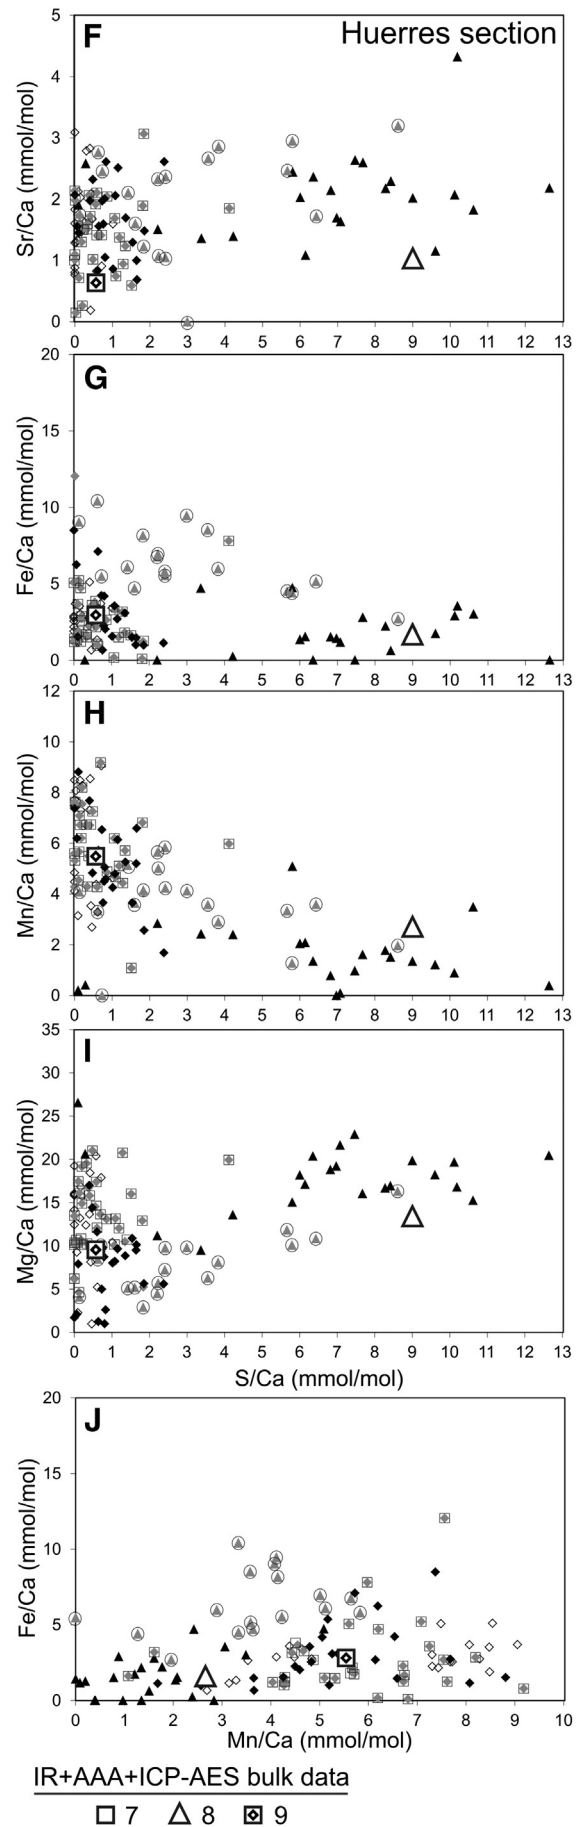 F
Huerres section
Sr/Ca (mmol/mol)
5
4
3
2
1
0
0 1 2 3 4 5 6 7 8 9 10 11 12 13
G
Fe/Ca (mmol/mol)
20
15
10
5
0
0 1 2 3 4 5 6 7 8 9 10 11 12 13
H
Mn/Ca (mmol/mol)
12
10
8
6
4
2
0
0 1 2 3 4 5 6 7 8 9 10 11 12 13
I
Mg/Ca (mmol/mol)
35
30
25
20
15
10
5
0
0 1 2 3 4 5 6 7 8 9 10 11 12 13
S/Ca (mmol/mol)
J
Fe/Ca (mmol/mol)
20
15
10
5
0
0 1 2 3 4 5 6 7 8 9 10
Mn/Ca (mmol/mol)
IR+AAA+ICP-AES bulk data
7 8 9